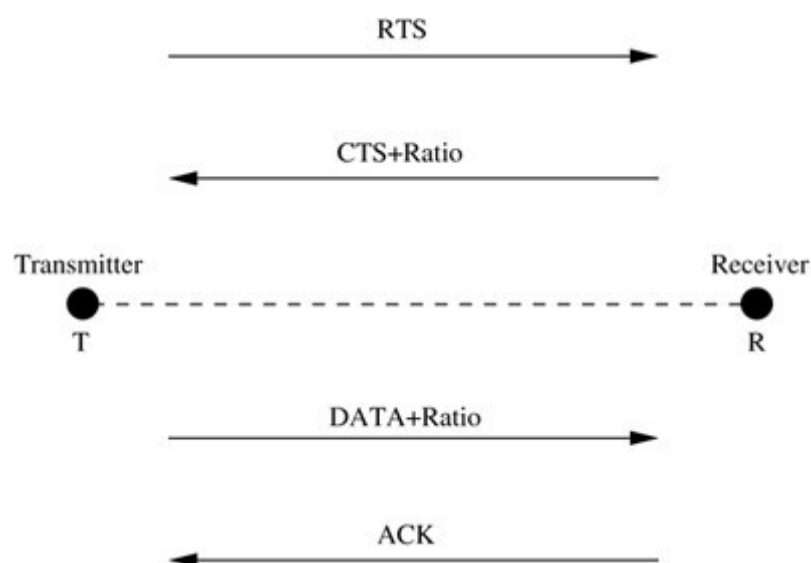 RTS
CTS+Ratio
Transmitter
Receiver
T
R
DATA+Ratio
ACK